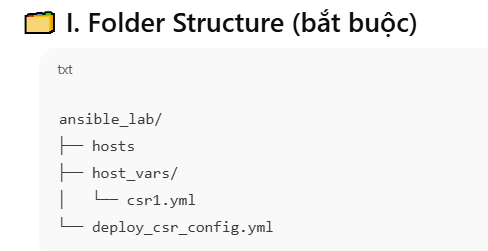 I. Folder Structure (bắt buộc)
txt
ansible_lab/
├── hosts
├── host_vars/
│   └── csr1.yml
└── deploy_csr_config.yml